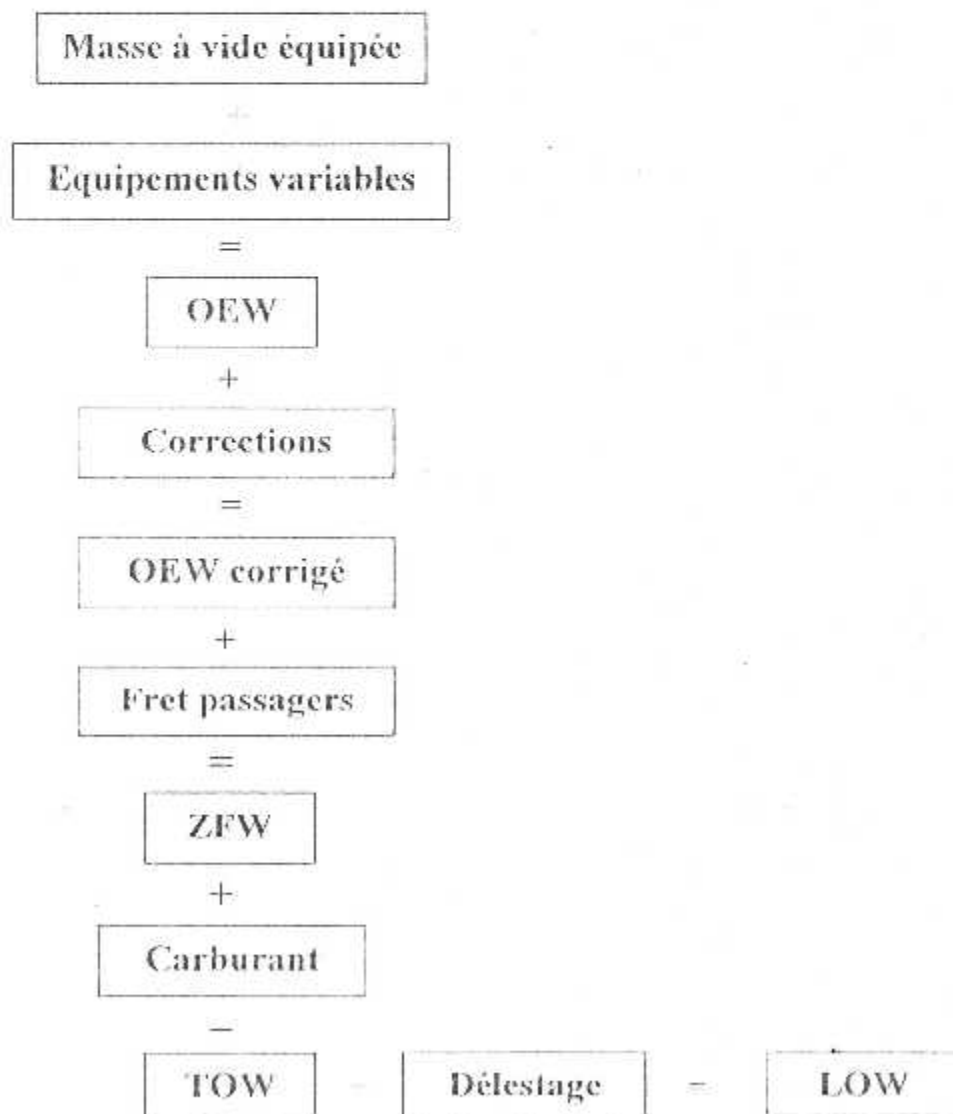 Masse à vide équipée
+
Equipements variables
=
OEW
+
Corrections
=
OEW corrigé
+
Fret passagers
=
ZFW
+
Carburant
–
TOW - Délestage = LOW